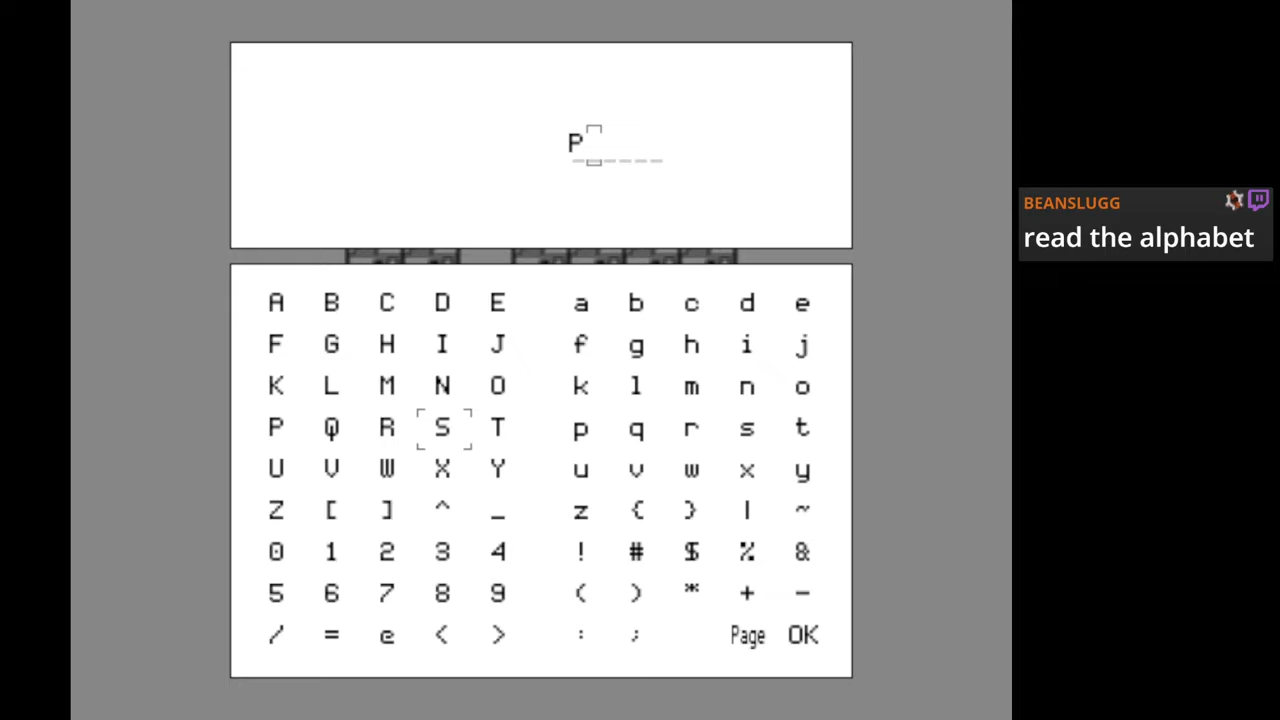 P
A B C D E a b c d e
F G H I J f g h i j
K L M N O k l m n o
P Q R S T p q r s t
U V W X Y u v w x y
Z [ ] ^ _ z { } | ~
0 1 2 3 4 ! # $ % &
5 6 7 8 9 ( ) * + -
/ = @ < > : ; Page OK
BEANSLUGG
read the alphabet